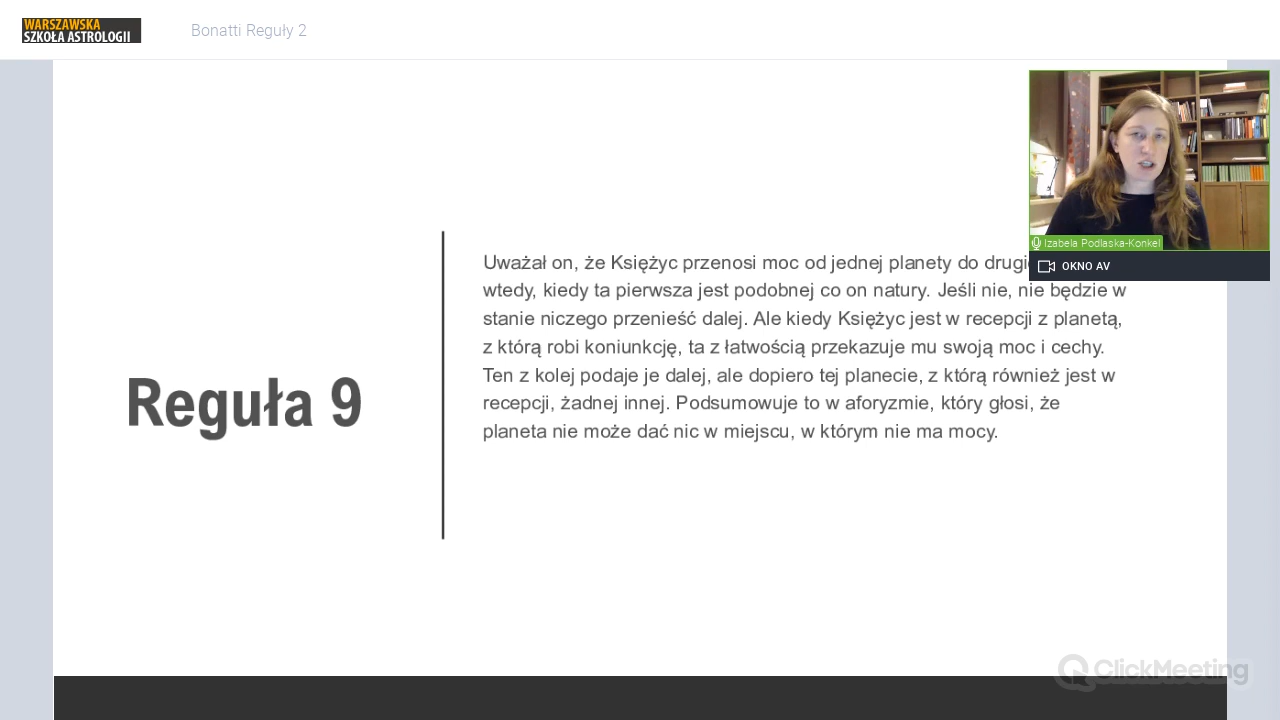 WARSZAWSKA
SZKOŁA ASTROLOGII
Bonatti Reguły 2
Izabela Podlaska-Konkel
OKNO AV
Reguła 9
Uważał on, że Księżyc przenosi moc od jednej planety do
wtedy, kiedy ta pierwsza jest podobnej co on natury. Jeśli nie, nie będzie w
stanie niczego przenieść dalej. Ale kiedy Księżyc jest w recepcji z planetą,
z którą robi koniunkcję, ta z łatwością przekazuje mu swoją moc i cechy.
Ten z kolej podaje je dalej, ale dopiero tej planecie, z którą również jest w
recepcji, żadnej innej. Podsumowuje to w aforyzmie, który głosi, że
planeta nie może dać nic w miejscu, w którym nie ma mocy.
ClickMeeting